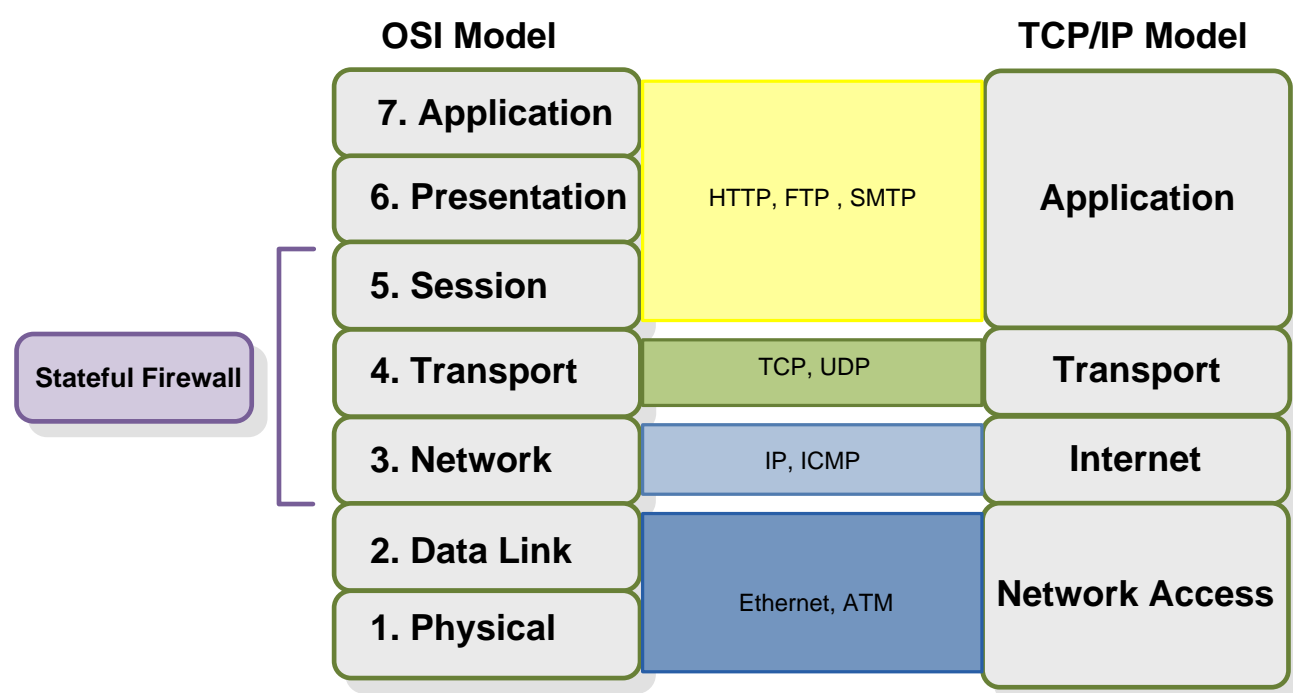 OSI Model
TCP/IP Model
7. Application
6. Presentation
HTTP, FTP , SMTP
Application
5. Session
Stateful Firewall
4. Transport
TCP, UDP
Transport
3. Network
IP, ICMP
Internet
2. Data Link
Ethernet, ATM
Network Access
1. Physical